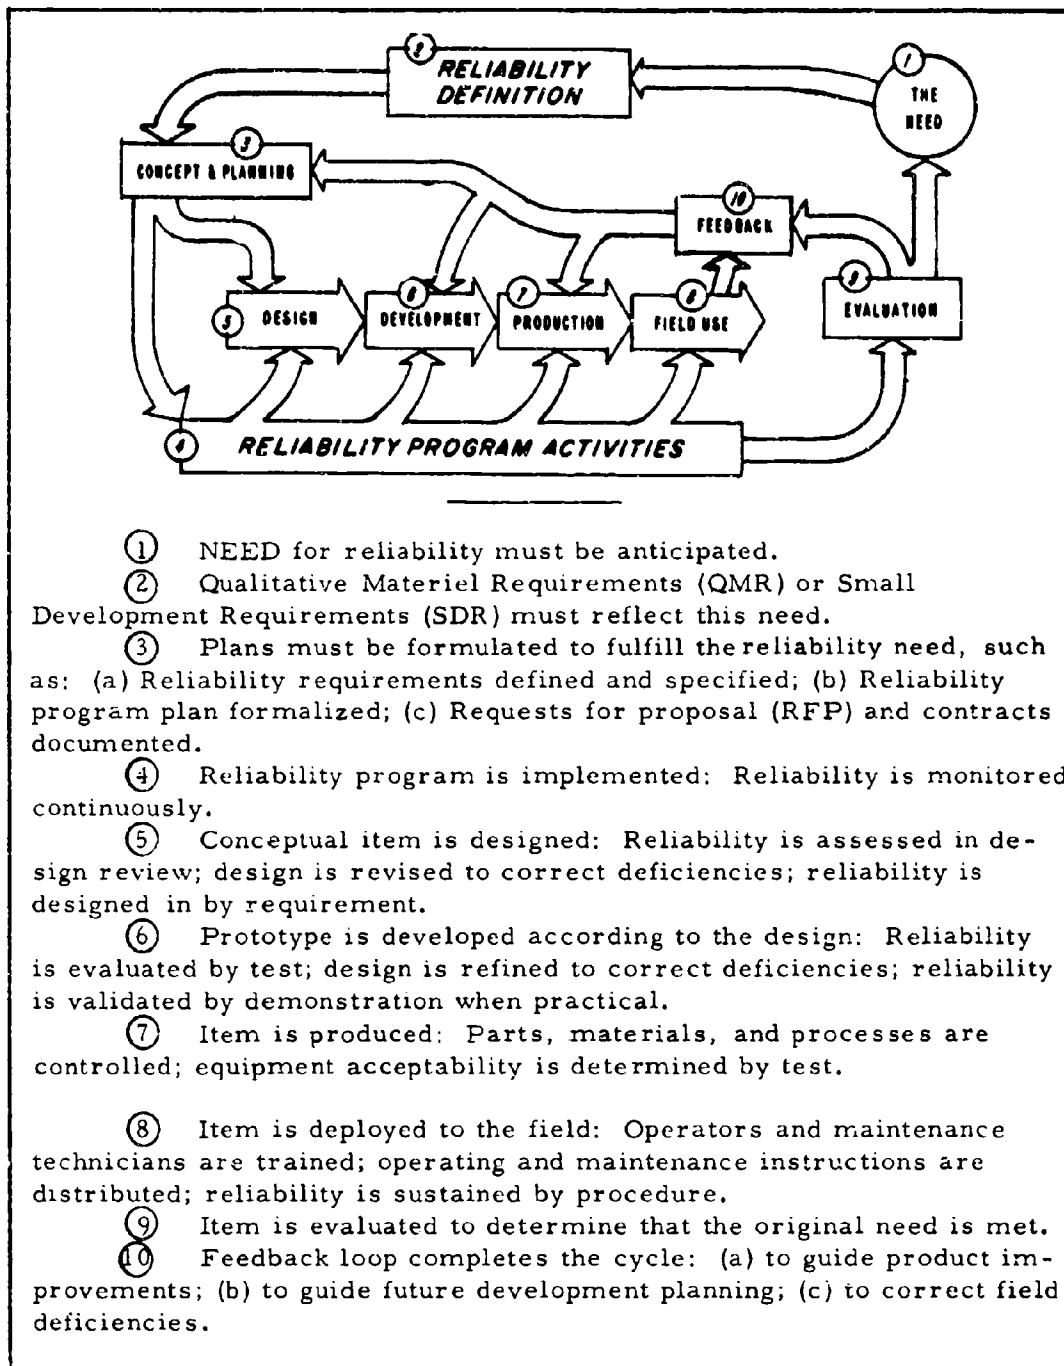 2
RELIABILITY
DEFINITION
1
THE
NEED
3
CONCEPT & PLANNING
10
FEEDBACK
5
DESIGN
6
DEVELOPMENT
7
PRODUCTION
8
FIELD USE
9
EVALUATION
4
RELIABILITY PROGRAM ACTIVITIES
1 NEED for reliability must be anticipated.
2 Qualitative Materiel Requirements (QMR) or Small
Development Requirements (SDR) must reflect this need.
3 Plans must be formulated to fulfill the reliability need, such
as: (a) Reliability requirements defined and specified; (b) Reliability
program plan formalized; (c) Requests for proposal (RFP) and contracts
documented.
4 Reliability program is implemented: Reliability is monitored
continuously.
5 Conceptual item is designed: Reliability is assessed in de-
sign review; design is revised to correct deficiencies; reliability is
designed in by requirement.
6 Prototype is developed according to the design: Reliability
is evaluated by test; design is refined to correct deficiencies; reliability
is validated by demonstration when practical.
7 Item is produced: Parts, materials, and processes are
controlled; equipment acceptability is determined by test.
8 Item is deployed to the field: Operators and maintenance
technicians are trained; operating and maintenance instructions are
distributed; reliability is sustained by procedure.
9 Item is evaluated to determine that the original need is met.
10 Feedback loop completes the cycle: (a) to guide product im-
provements; (b) to guide future development planning; (c) to correct field
deficiencies.